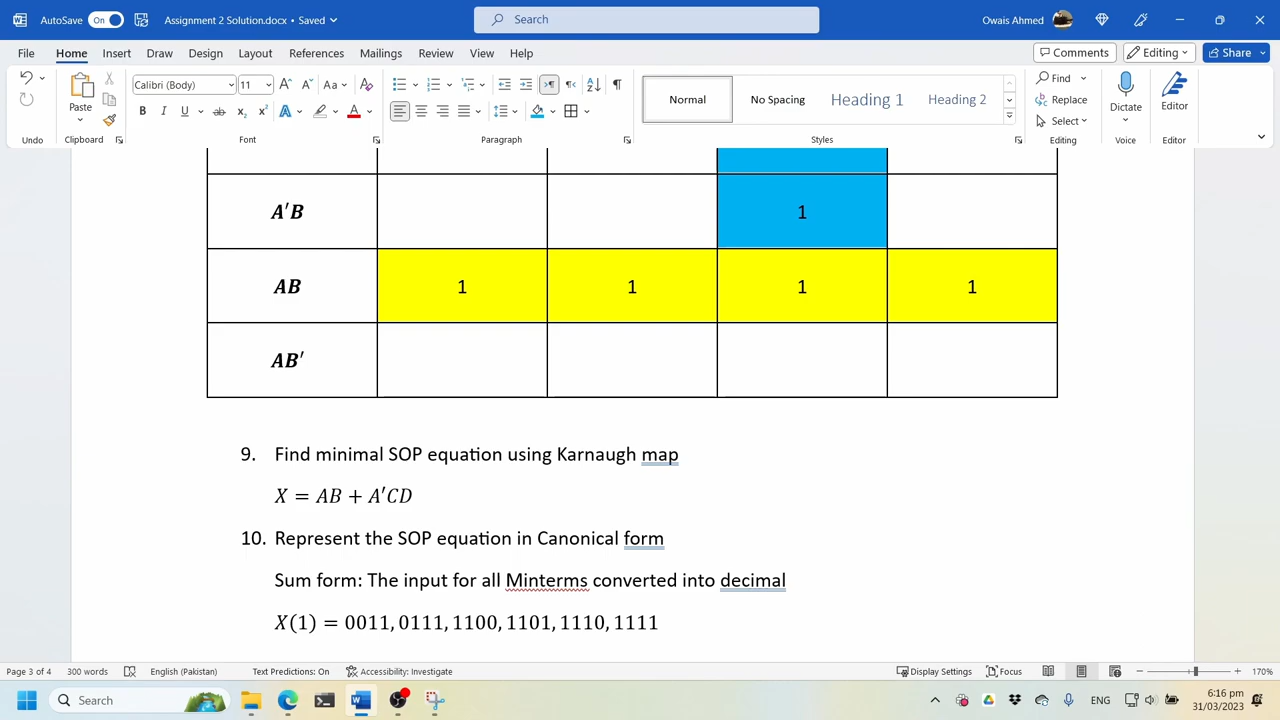 AutoSave On Assignment 2 Solution.docx • Saved Search Owais Ahmed
File Home Insert Draw Design Layout References Mailings Review View Help Comments Editing Share
Calibri (Body) 11 Aa Find
Paste Normal No Spacing Heading 1 Heading 2 Replace Dictate Editor
B I U ab x₂ x² A A Select
Undo Clipboard Font Paragraph Styles Editing Voice Editor
A′B 1
AB 1 1 1 1
AB′
9. Find minimal SOP equation using Karnaugh map
X = AB + A′CD
10. Represent the SOP equation in Canonical form
Sum form: The input for all Minterms converted into decimal
X(1) = 0011, 0111, 1100, 1101, 1110, 1111
Page 3 of 4 300 words English (Pakistan) Text Predictions: On Accessibility: Investigate Display Settings Focus 170%
Search ENG 6:16 pm
31/03/2023